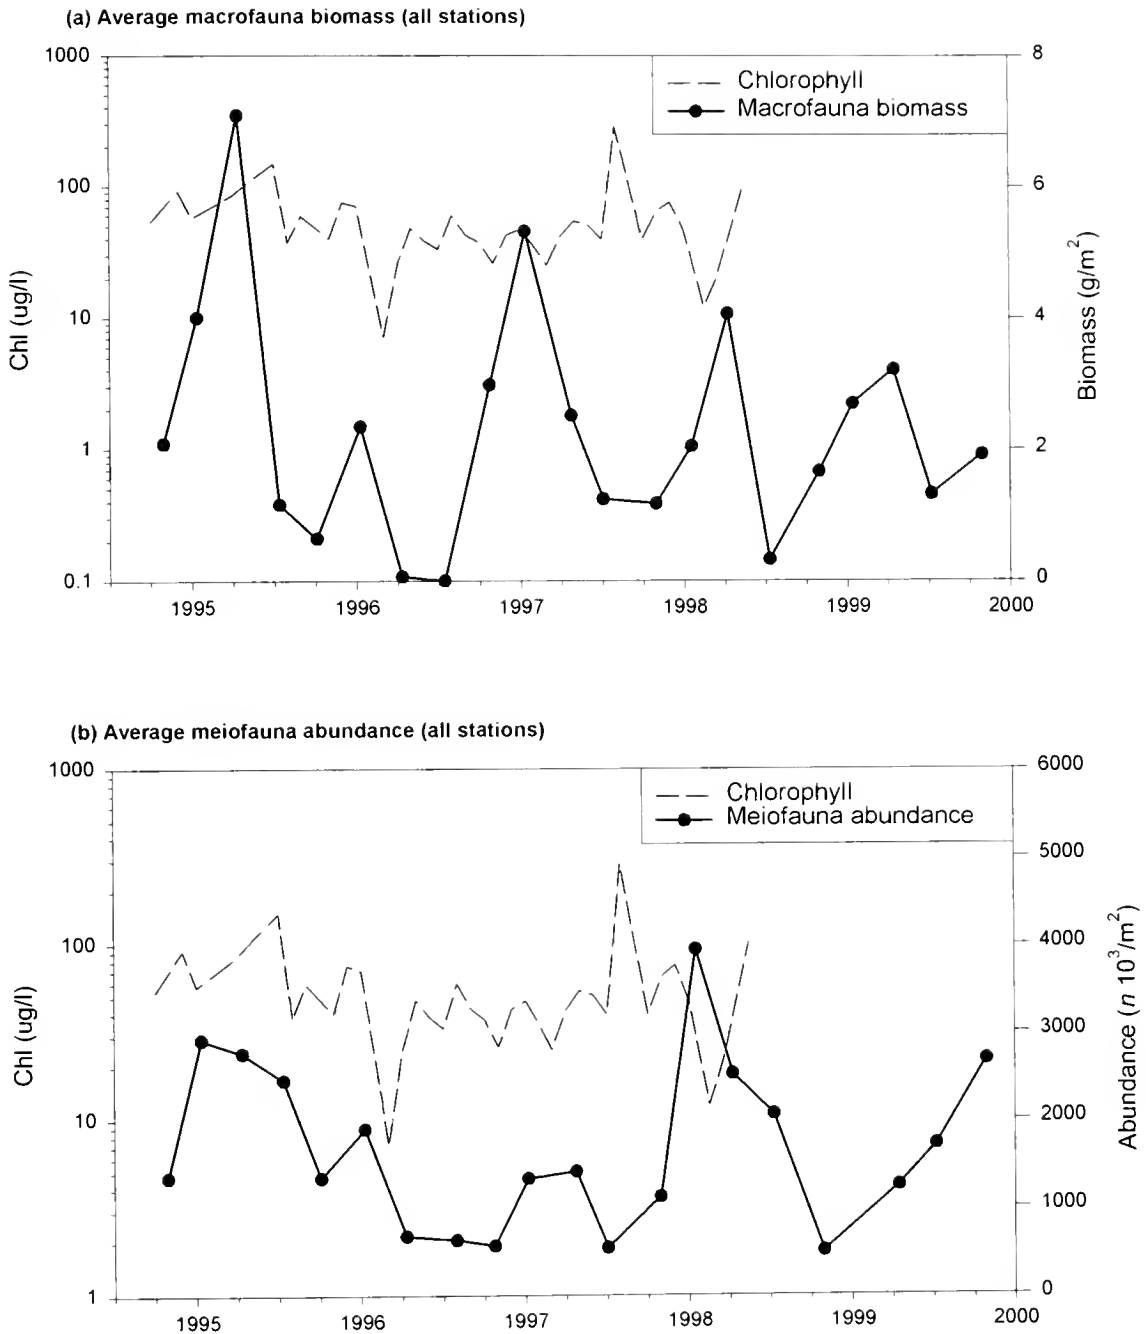 (a) Average macrofauna biomass (all stations)
1000
100
10
1
0.1
Chl (ug/l)
Chlorophyll
Macrofauna biomass
8
6
4
2
0
Biomass (g/m²)
1995 1996 1997 1998 1999 2000
(b) Average meiofauna abundance (all stations)
1000
100
10
1
Chl (ug/l)
Chlorophyll
Meiofauna abundance
6000
5000
4000
3000
2000
1000
0
Abundance (n 10³/m²)
1995 1996 1997 1998 1999 2000